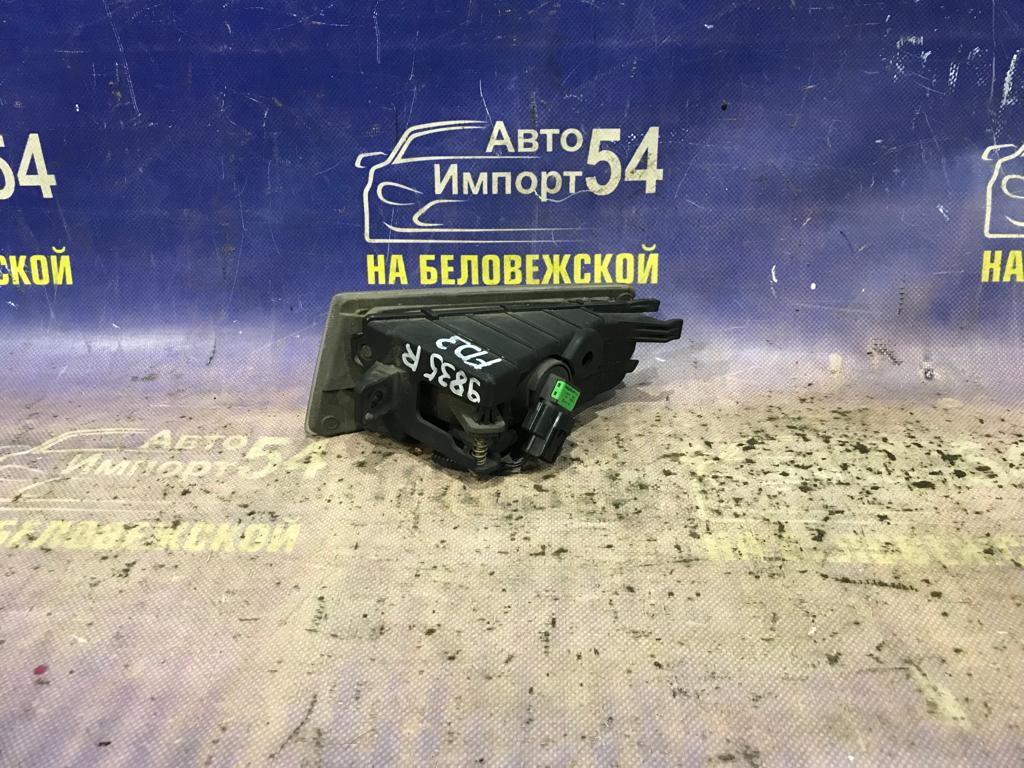 54
Авто
Импорт54
НА БЕЛОВЕЖСКОЙ
СКОЙ
НА
9835 R
FD3
Авто
Импорт54
БЕЛОВЕЖСКОЙ